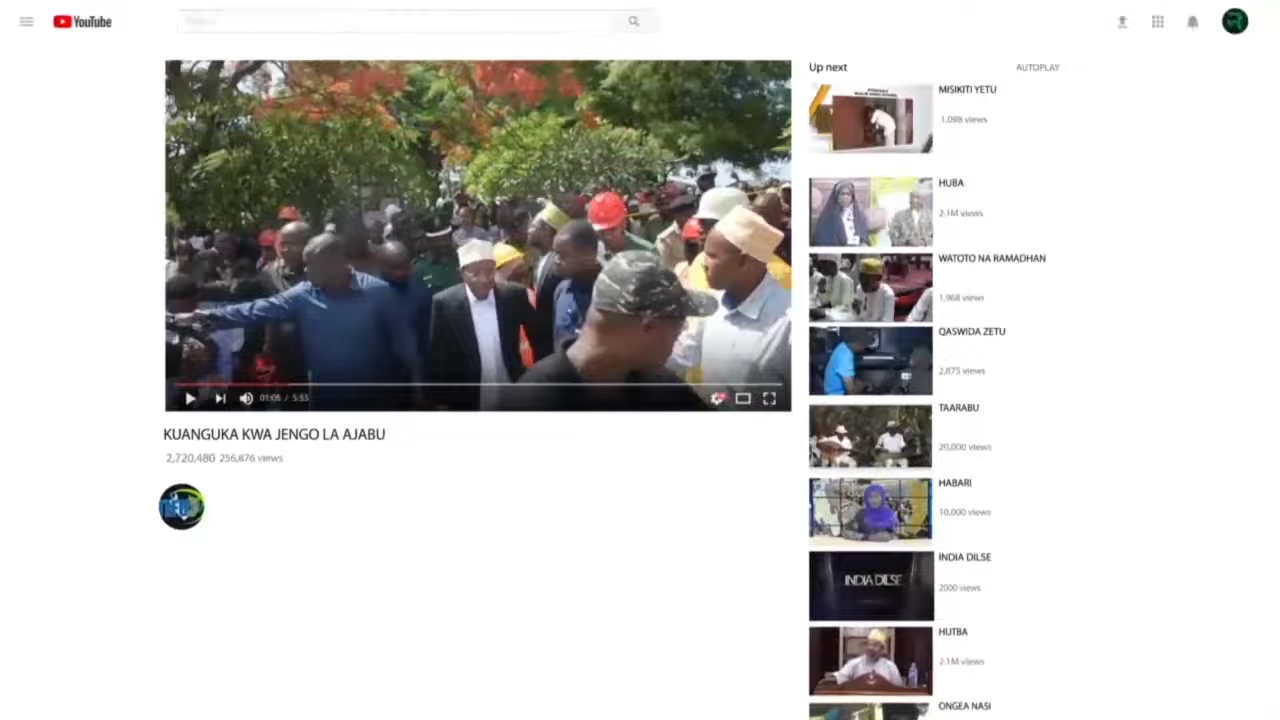 YouTube
Search
KUANGUKA KWA JENGO LA AJABU
2,720,480 256,876 views
01:06 / 5:55
NEWS
Up next
AUTOPLAY
MISIKITI YETU
1,098 views
HUBA
2.1M views
WATOTO NA RAMADHAN
1,968 views
QASWIDA ZETU
2,875 views
TAARABU
20,000 views
HABARI
10,000 views
INDIA DILSE
INDIA DILSE
2000 views
HUTBA
2.1M views
ONGEA NASI